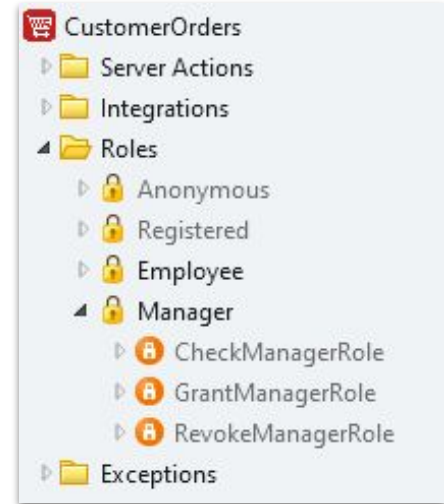 CustomerOrders
Server Actions
Integrations
Roles
Anonymous
Registered
Employee
Manager
CheckManagerRole
GrantManagerRole
RevokeManagerRole
Exceptions